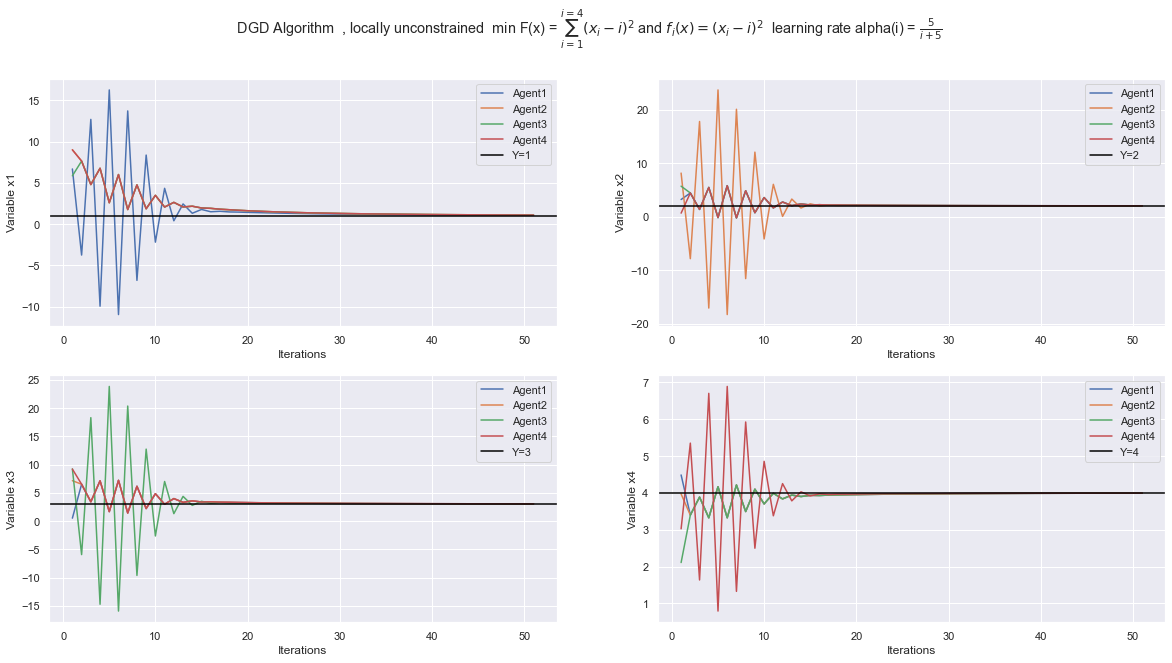 DGD Algorithm , locally unconstrained min F(x) = \sum_{i=1}^{i=4}(x_i − i)^2 and f_i(x) = (x_i − i)^2 learning rate alpha(i) = \frac{5}{i+5}
Variable x1
15
10
5
0
−5
−10
0 10 20 30 40 50
Iterations
Agent1
Agent2
Agent3
Agent4
Y=1
Variable x2
20
10
0
−10
−20
0 10 20 30 40 50
Iterations
Agent1
Agent2
Agent3
Agent4
Y=2
Variable x3
25
20
15
10
5
0
−5
−10
−15
0 10 20 30 40 50
Iterations
Agent1
Agent2
Agent3
Agent4
Y=3
Variable x4
7
6
5
4
3
2
1
0 10 20 30 40 50
Iterations
Agent1
Agent2
Agent3
Agent4
Y=4